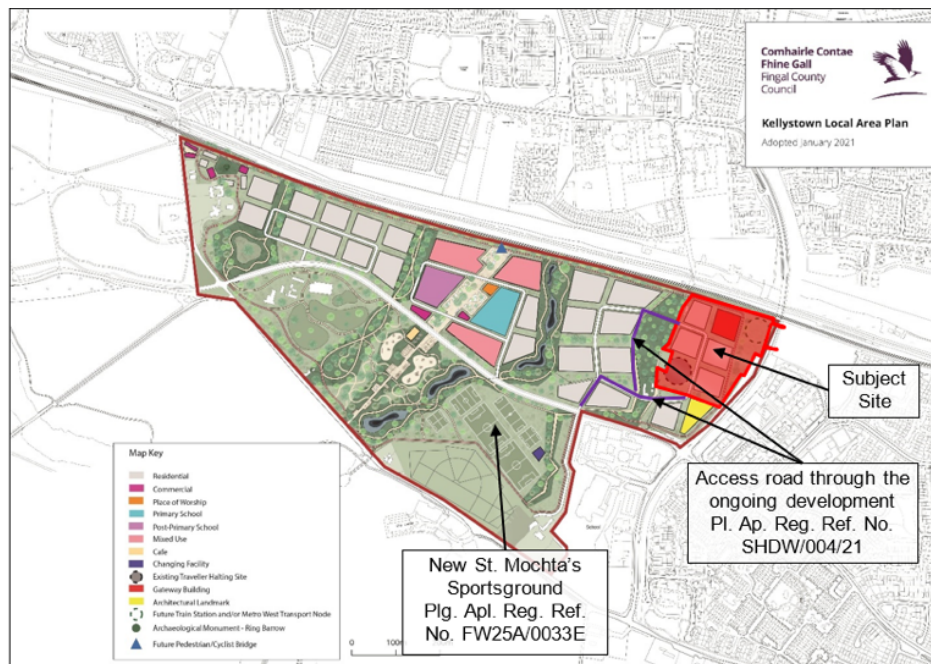 Comhairle Contae
Fhine Gall
Fingal County
Council
Kellystown Local Area Plan
Adopted January 2021
Subject
Site
Access road through the
ongoing development
Pl. Ap. Reg. Ref. No.
SHDW/004/21
New St. Mochta's
Sportsground
Plg. Apl. Reg. Ref.
No. FW25A/0033E
Map Key
Residential
Commercial
Place of Worship
Primary School
Post-Primary School
Mixed Use
Cafe
Changing Facility
Existing Traveller Halting Site
Gateway Building
Architectural Landmark
Future Train Station and/or Metro West Transport Node
Archaeological Monument - Ring Barrow
Future Pedestrian/Cyclist Bridge
0